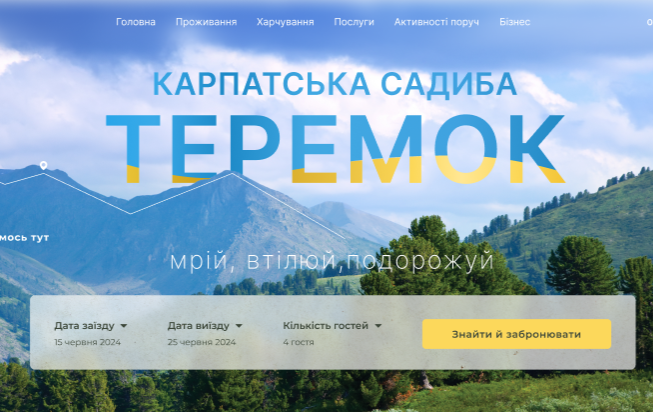 Головна Проживання Харчування Послуги Активності поруч Бізнес
КАРПАТСЬКА САДИБА
ТЕРЕМОК
мось тут
мрій, втілюй,подорожуй
Дата заїзду Дата виїзду Кількість гостей
15 червня 2024 25 червня 2024 4 гостя
Знайти й забронювати